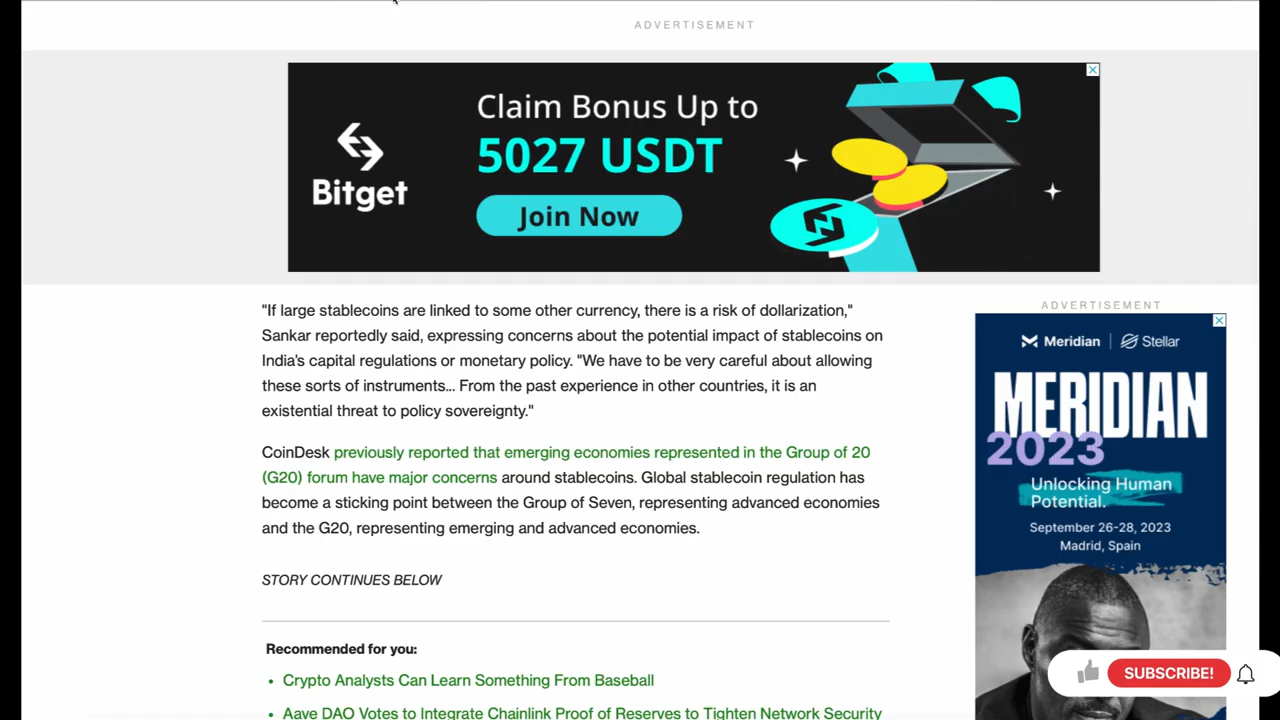 ADVERTISEMENT
Bitget
Claim Bonus Up to
5027 USDT
Join Now
"If large stablecoins are linked to some other currency, there is a risk of dollarization,"
Sankar reportedly said, expressing concerns about the potential impact of stablecoins on
India's capital regulations or monetary policy. "We have to be very careful about allowing
these sorts of instruments... From the past experience in other countries, it is an
existential threat to policy sovereignty."
CoinDesk previously reported that emerging economies represented in the Group of 20
(G20) forum have major concerns around stablecoins. Global stablecoin regulation has
become a sticking point between the Group of Seven, representing advanced economies
and the G20, representing emerging and advanced economies.
STORY CONTINUES BELOW
Recommended for you:
• Crypto Analysts Can Learn Something From Baseball
• Aave DAO Votes to Integrate Chainlink Proof of Reserves to Tighten Network Security
ADVERTISEMENT
Meridian | Stellar
MERIDIAN
2023
Unlocking Human
Potential.
September 26-28, 2023
Madrid, Spain
SUBSCRIBE!